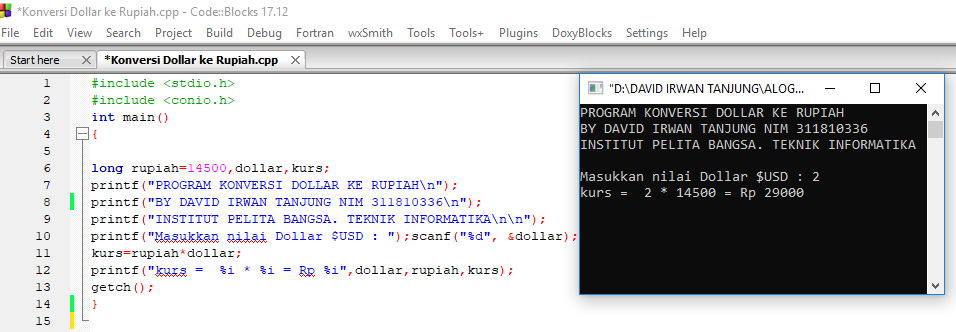 *Konversi Dollar ke Rupiah.cpp - Code::Blocks 17.12
File Edit View Search Project Build Debug Fortran wxSmith Tools Tools+ Plugins DoxyBlocks Settings Help
Start here *Konversi Dollar ke Rupiah.cpp
1 #include <stdio.h>
2 #include <conio.h>
3 int main()
4 {
5
6 long rupiah=14500,dollar,kurs;
7 printf("PROGRAM KONVERSI DOLLAR KE RUPIAH\n");
8 printf("BY DAVID IRWAN TANJUNG NIM 311810336\n");
9 printf("INSTITUT PELITA BANGSA. TEKNIK INFORMATIKA\n\n");
10 printf("Masukkan nilai Dollar $USD : ");scanf("%d", &dollar);
11 kurs=rupiah*dollar;
12 printf("kurs =  %i * %i = Rp %i",dollar,rupiah,kurs);
13 getch();
14 }
15
"D:\DAVID IRWAN TANJUNG\ALOG...
PROGRAM KONVERSI DOLLAR KE RUPIAH
BY DAVID IRWAN TANJUNG NIM 311810336
INSTITUT PELITA BANGSA. TEKNIK INFORMATIKA
Masukkan nilai Dollar $USD : 2
kurs =  2 * 14500 = Rp 29000